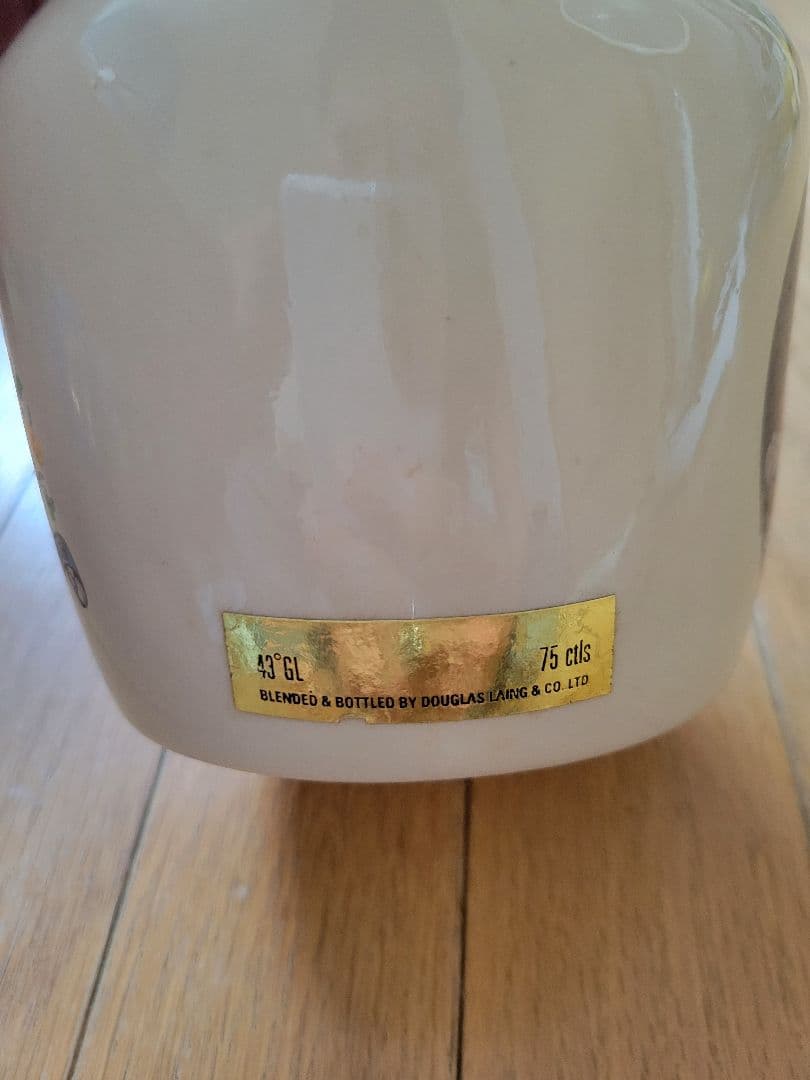 43°GL 75 ctls
BLENDED & BOTTLED BY DOUGLAS LAING & CO. LTD